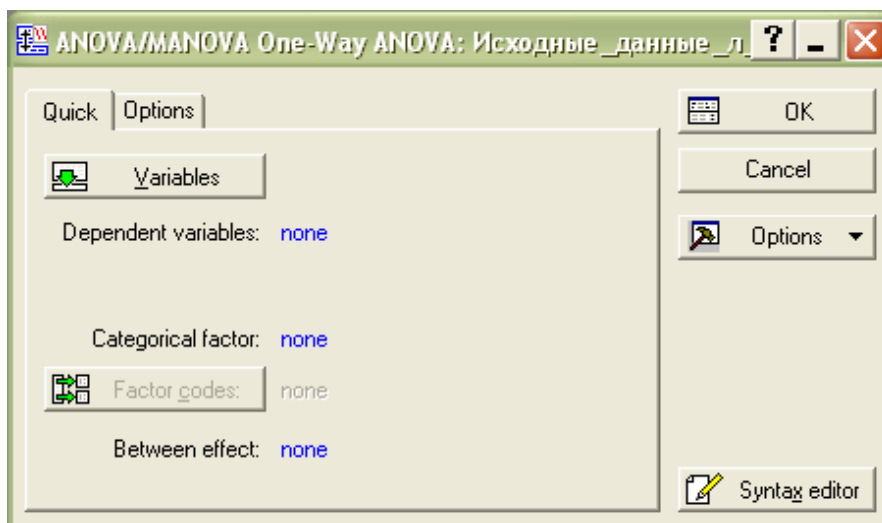 ANOVA/MANOVA One-Way ANOVA: Исходные_данные_л_
Quick
Options
Variables
Dependent variables: none
Categorical factor: none
Factor codes: none
Between effect: none
OK
Cancel
Options
Syntax editor